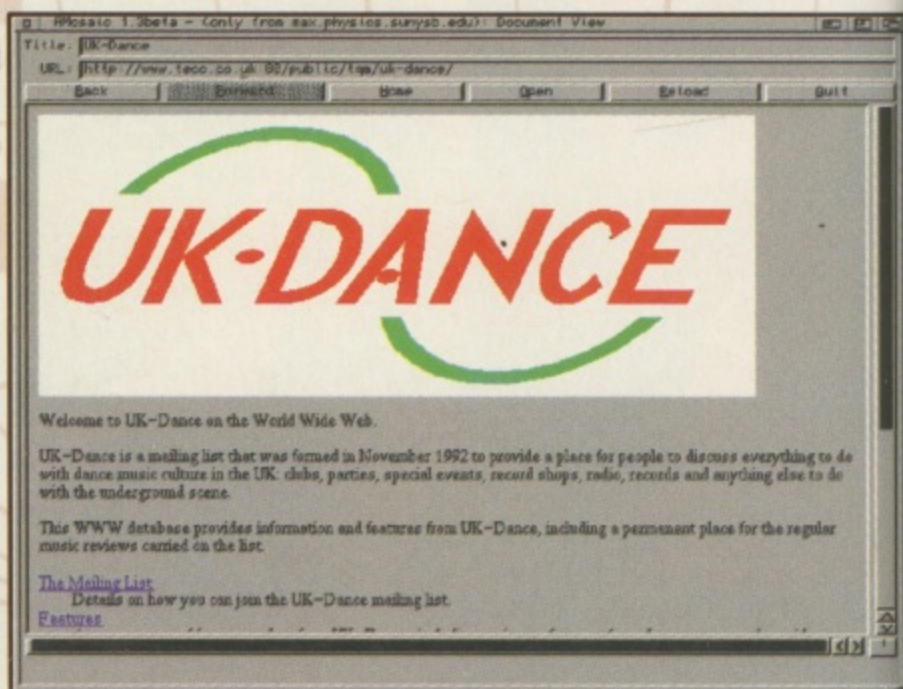 AMosaic 1.3beta - (only from max.physics.sunysb.edu): Document View
Title: UK-Dance
URL: http://www.tecc.co.uk:80/public/tqm/uk-dance/
Back Forward Home Open Reload Quit
UK-DANCE
Welcome to UK-Dance on the World Wide Web.
UK-Dance is a mailing list that was formed in November 1992 to provide a place for people to discuss everything to do
with dance music culture in the UK: clubs, parties, special events, record shops, radio, records and anything else to do
with the underground scene.
This WWW database provides information and features from UK-Dance, including a permanent place for the regular
music reviews carried on the list.
The Mailing List
Details on how you can join the UK-Dance mailing list.
Features